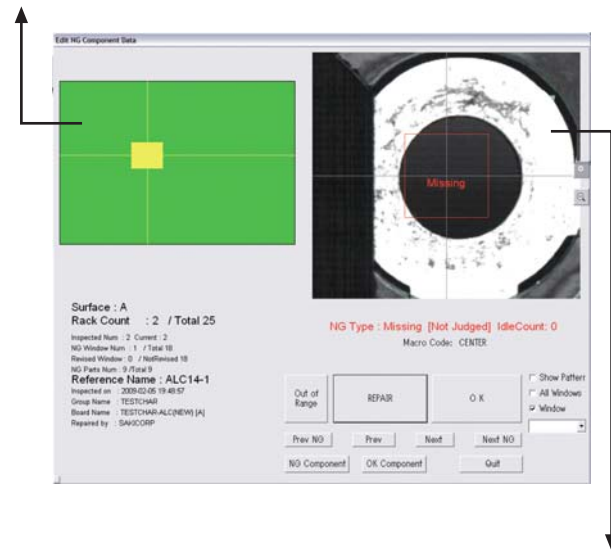 Edit NG Component Data
Missing
Surface : A
Rack Count : 2 / Total 25
Inspected Num : 2 Current : 2
NG Window Num : 1 / Total 18
Revised Window : 0 / NotRevised 18
NG Parts Num : 9 /Total 9
Reference Name : ALC14-1
Inspected on : 2009-02-05 19:48:57
Group Name : TESTCHAR
Board Name : TESTCHAR-ALC(NEW) [A]
Repaired by : SAKICORP
NG Type : Missing [Not Judged] IdleCount: 0
Macro Code: CENTER
Out of
Range
REPAIR
O K
Show Pattern
All Windows
Window
Prev NG
Prev
Next
Next NG
NG Component
OK Component
Quit